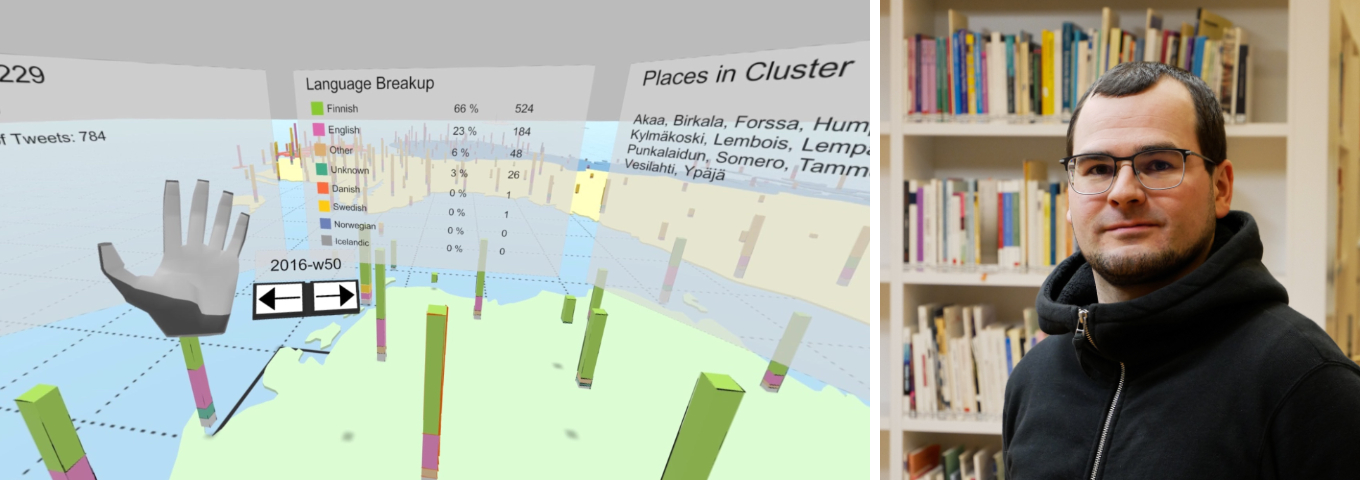 229
of Tweets: 784
Language Breakup
Finnish 66 % 524
English 23 % 184
Other 6 % 48
Unknown 3 % 26
Danish 0 % 1
Swedish 0 % 1
Norwegian 0 % 0
Icelandic 0 % 0
2016-w50
Places in Cluster
Akaa, Birkala, Forssa, Hum
Kylmäkoski, Lembois, Lempä
Punkalaidun, Somero, Tamm
Vesilahti, Ypäjä